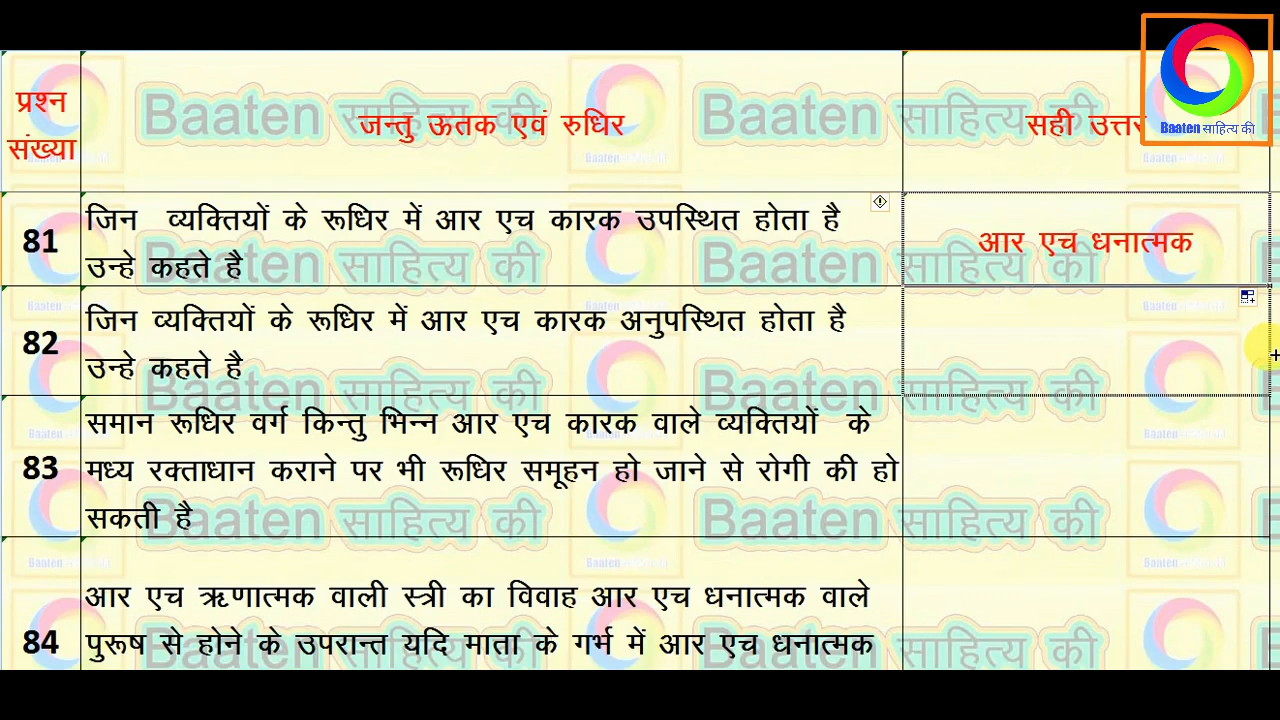 प्रश्न
संख्या
जन्तु ऊतक एवं रुधिर
सही उत्तर
Baaten साहित्य की
81
जिन व्यक्तियों के रूधिर में आर एच कारक उपस्थित होता है
उन्हे कहते है
आर एच धनात्मक
82
जिन व्यक्तियों के रूधिर में आर एच कारक अनुपस्थित होता है
उन्हे कहते है
83
समान रूधिर वर्ग किन्तु भिन्न आर एच कारक वाले व्यक्तियों के
मध्य रक्ताधान कराने पर भी रूधिर समूहन हो जाने से रोगी की हो
सकती है
84
आर एच ऋणात्मक वाली स्त्री का विवाह आर एच धनात्मक वाले
पुरूष से होने के उपरान्त यदि माता के गर्भ में आर एच धनात्मक